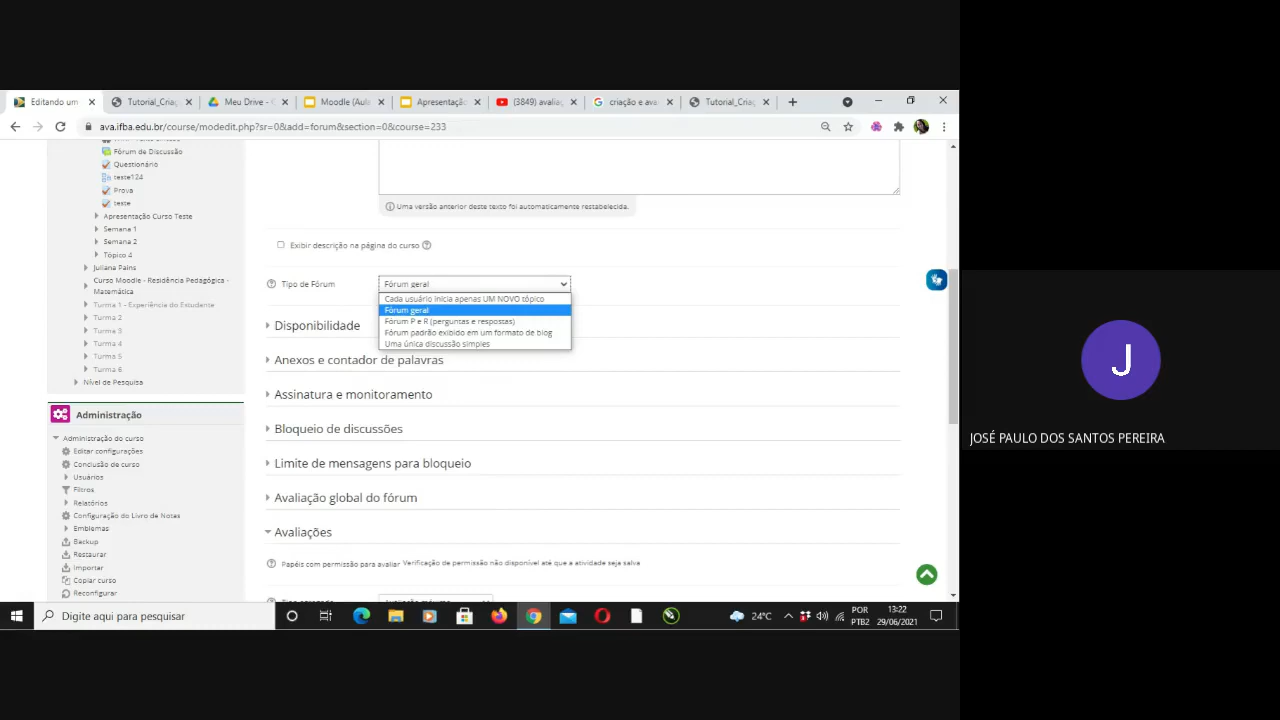 Editando um
Tutorial_Criaç
Meu Drive - G
Moodle (Aula
Apresentaçã
(3849) avaliaç
criação e ava
Tutorial_Criaç
ava.ifba.edu.br/course/modedit.php?sr=0&add=forum&section=0&course=233
Fórum de Discussão
Questionário
teste124
Prova
teste
Apresentação Curso Teste
Semana 1
Semana 2
Tópico 4
Juliana Pains
Curso Moodle - Residência Pedagógica -
Matemática
Turma 1 - Experiência do Estudante
Turma 2
Turma 3
Turma 4
Turma 5
Turma 6
Nível de Pesquisa
Administração
Administração do curso
Editar configurações
Conclusão de curso
Usuários
Filtros
Relatórios
Configuração do Livro de Notas
Emblemas
Backup
Restaurar
Importar
Copiar curso
Reconfigurar
Uma versão anterior deste texto foi automaticamente restabelecida.
Exibir descrição na página do curso
Tipo de Fórum
Fórum geral
Cada usuário inicia apenas UM NOVO tópico
Fórum geral
Fórum P e R (perguntas e respostas)
Fórum padrão exibido em um formato de blog
Uma única discussão simples
Disponibilidade
Anexos e contador de palavras
Assinatura e monitoramento
Bloqueio de discussões
Limite de mensagens para bloqueio
Avaliação global do fórum
Avaliações
Papéis com permissão para avaliar Verificação de permissão não disponível até que a atividade seja salva
J
JOSÉ PAULO DOS SANTOS PEREIRA
Digite aqui para pesquisar
24°C
POR
PTB2
13:22
29/06/2021